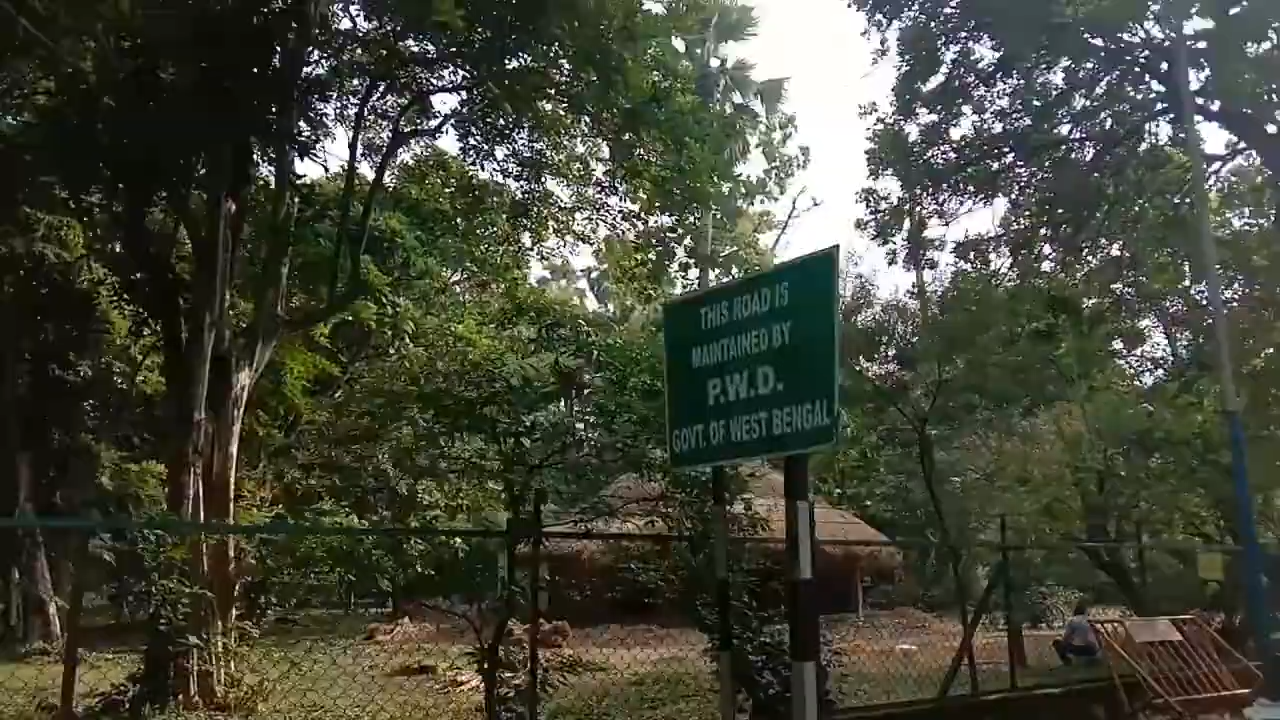 THIS ROAD IS
MAINTAINED BY
P.W.D.
GOVT. OF WEST BENGAL